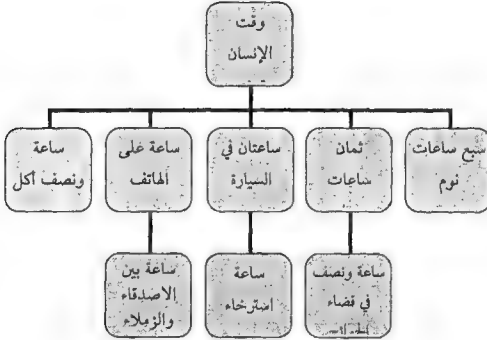 وقت
الإنسان
سبع ساعات
نوم
ثمان
ساعات
ساعتان في
السيارة
ساعة على
الهاتف
ساعة
ونصف أكل
ساعة ونصف
في قضاء
ساعة
استرخاء
ساعة بين
الاصدقاء
والزملاء